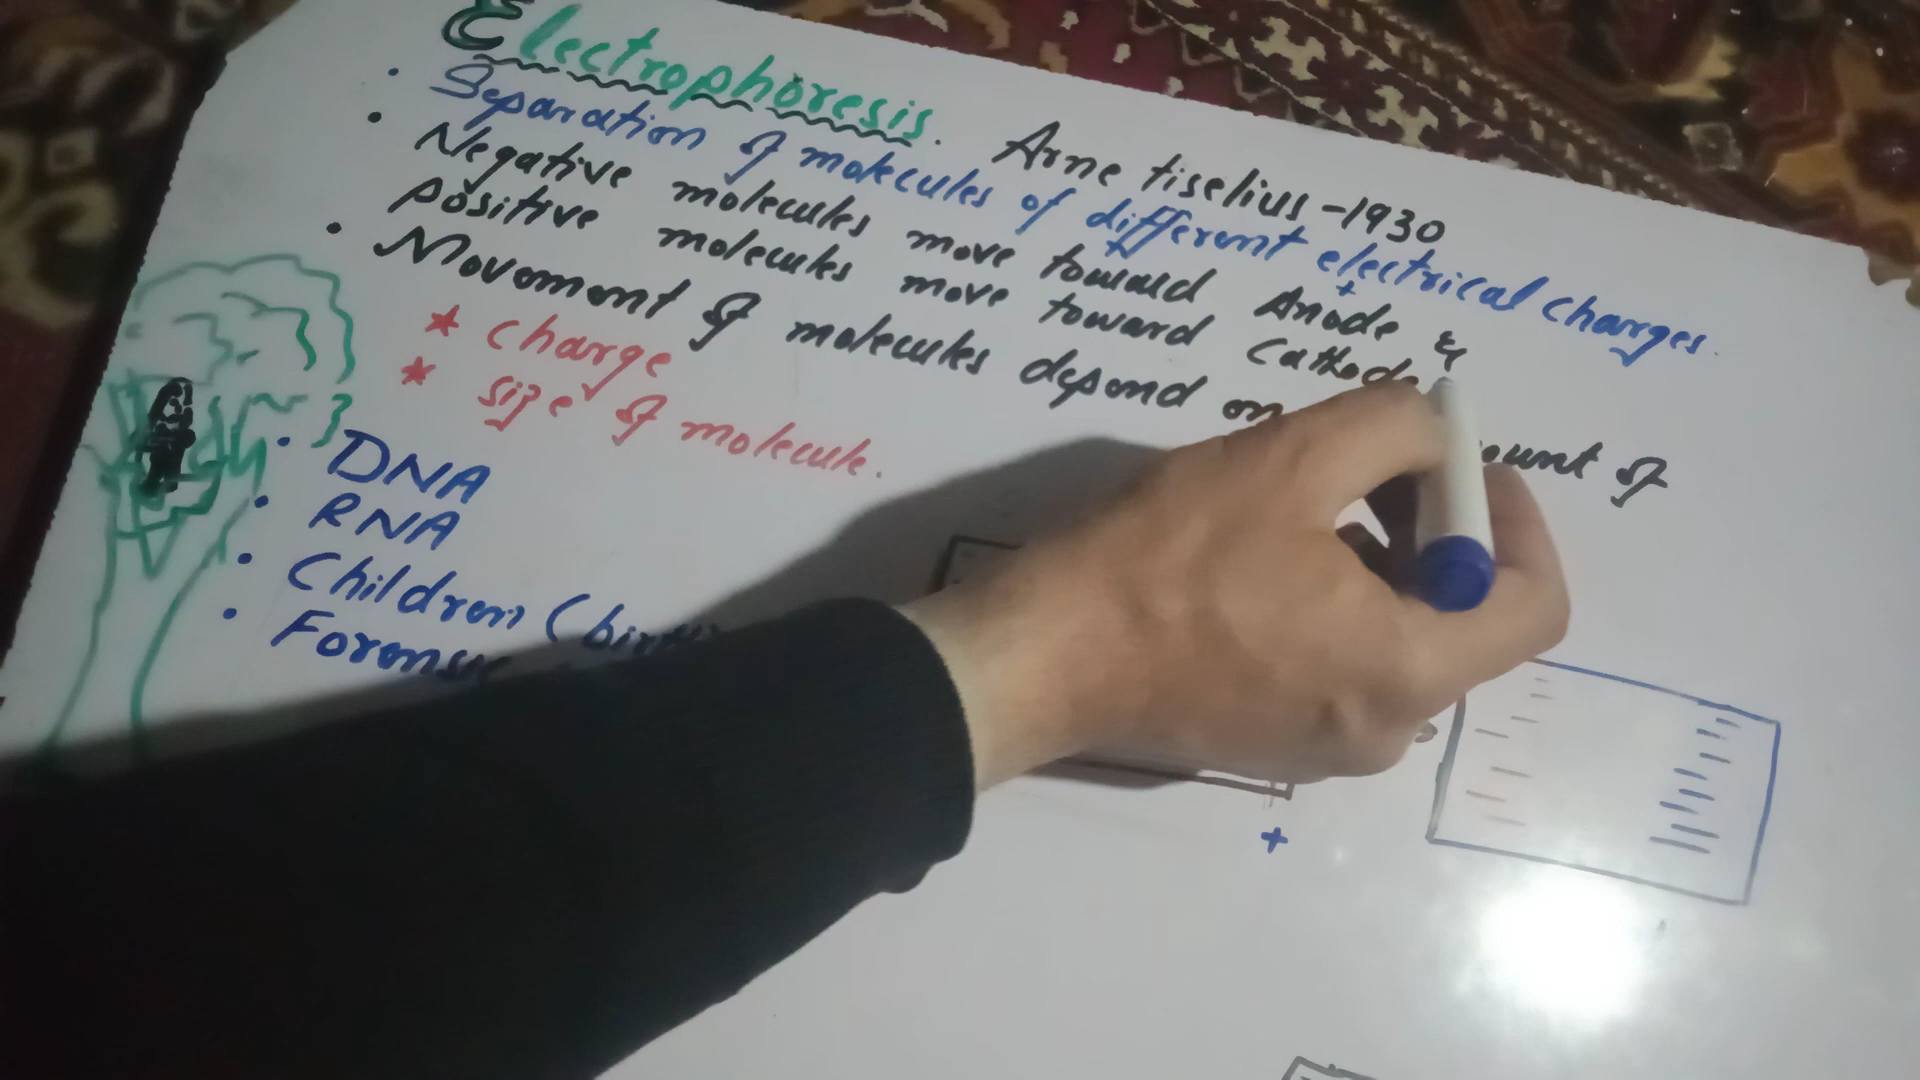 Electrophoresis.
Arne tiselius -1930
• Separation of molecules of different electrical charges.
• Negative molecules move toward Anode &
+
positive molecules move toward Cathode
• Movement of molecules depend on of
* charge
* size of molecule.
• DNA
• RNA
• Children (
• Forensic
+